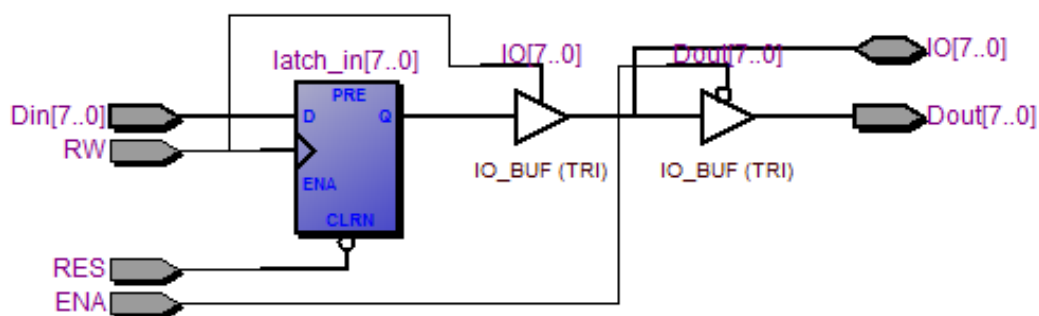 latch_in[7..0]
IO[7..0]
Dout[7..0]
IO[7..0]
PRE
Din[7..0]
D
Q
Dout[7..0]
RW
IO_BUF (TRI)
IO_BUF (TRI)
ENA
CLRN
RES
ENA